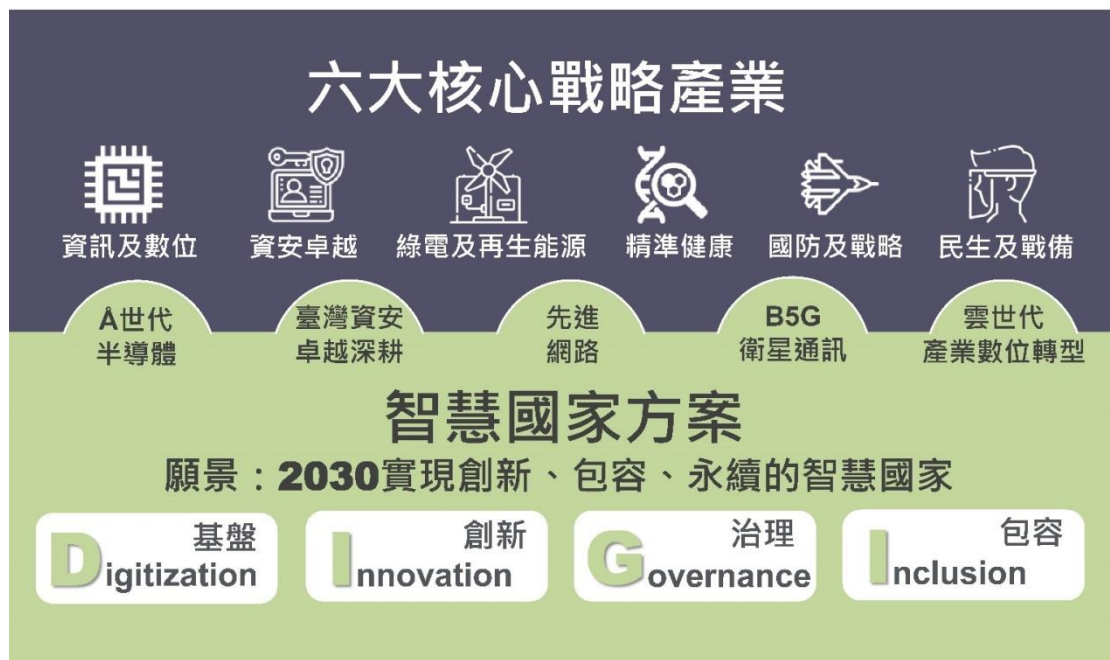 六大核心戰略產業
資訊及數位
資安卓越
綠電及再生能源
精準健康
國防及戰略
民生及戰備
Å世代
半導體
臺灣資安
卓越深耕
先進
網路
B5G
衛星通訊
雲世代
產業數位轉型
智慧國家方案
願景：2030實現創新、包容、永續的智慧國家
基盤
Digitization
創新
Innovation
治理
Governance
包容
Inclusion